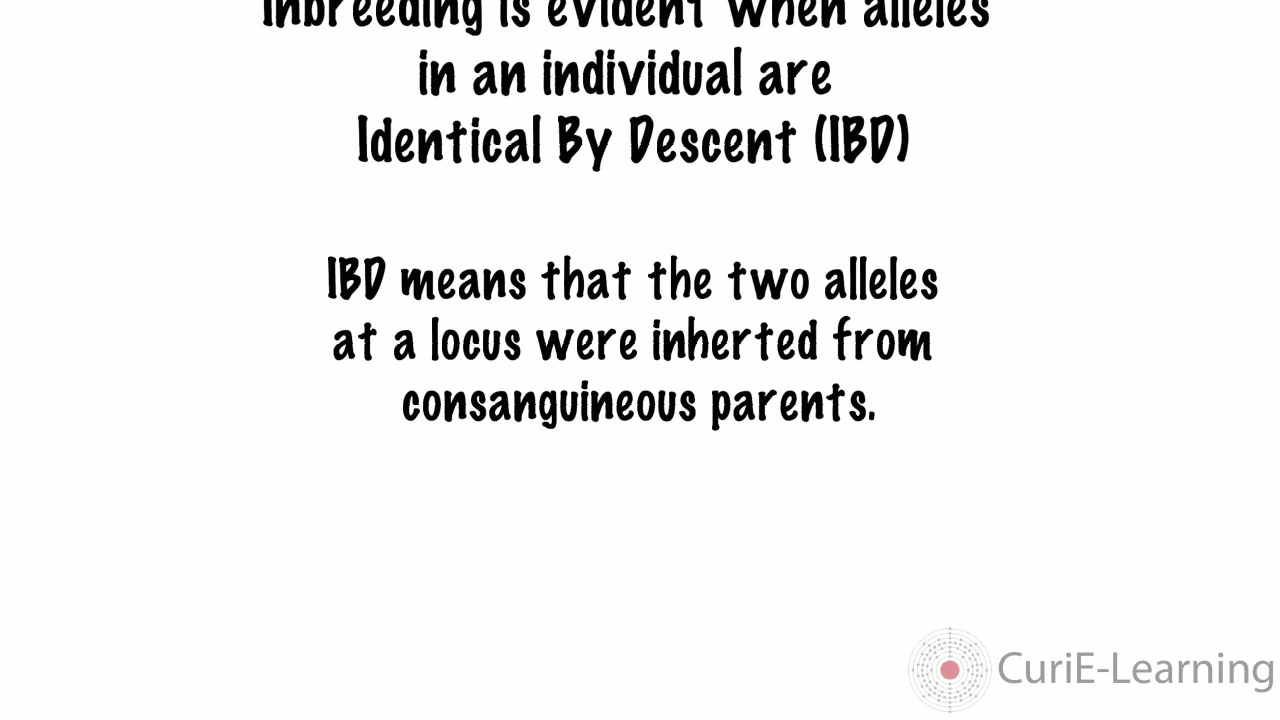 Inbreeding is evident when alleles
in an individual are
Identical By Descent (IBD)
IBD means that the two alleles
at a locus were inherted from
consanguineous parents.
CuriE-Learning